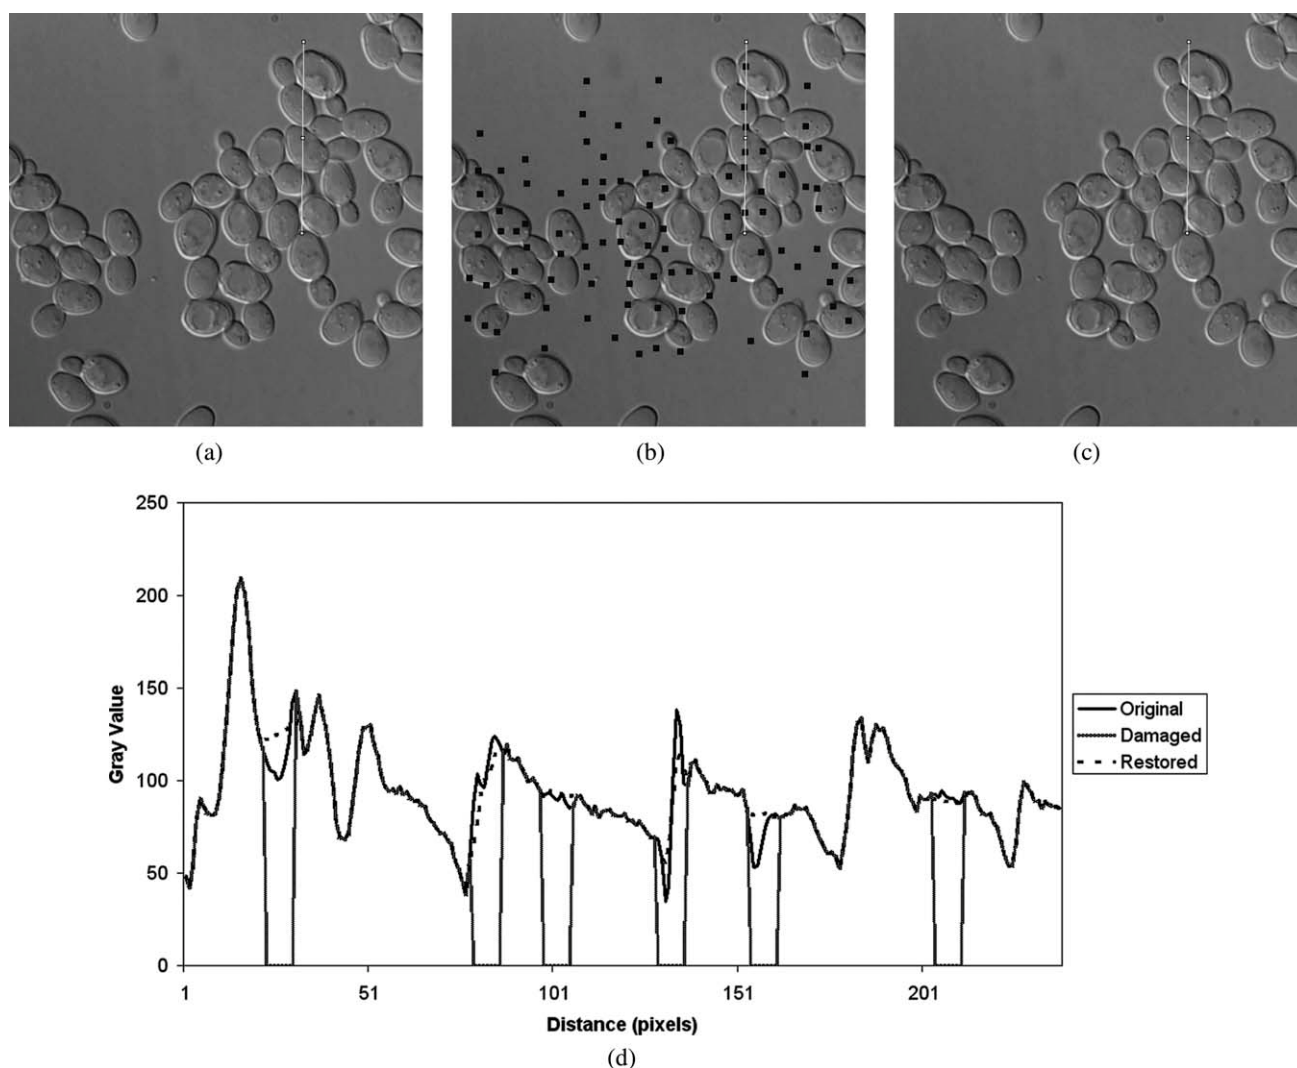 (a) (b) (c)
250
200
150
100
50
0
Gray Value
1 51 101 151 201
Distance (pixels)
Original
Damaged
Restored
(d)